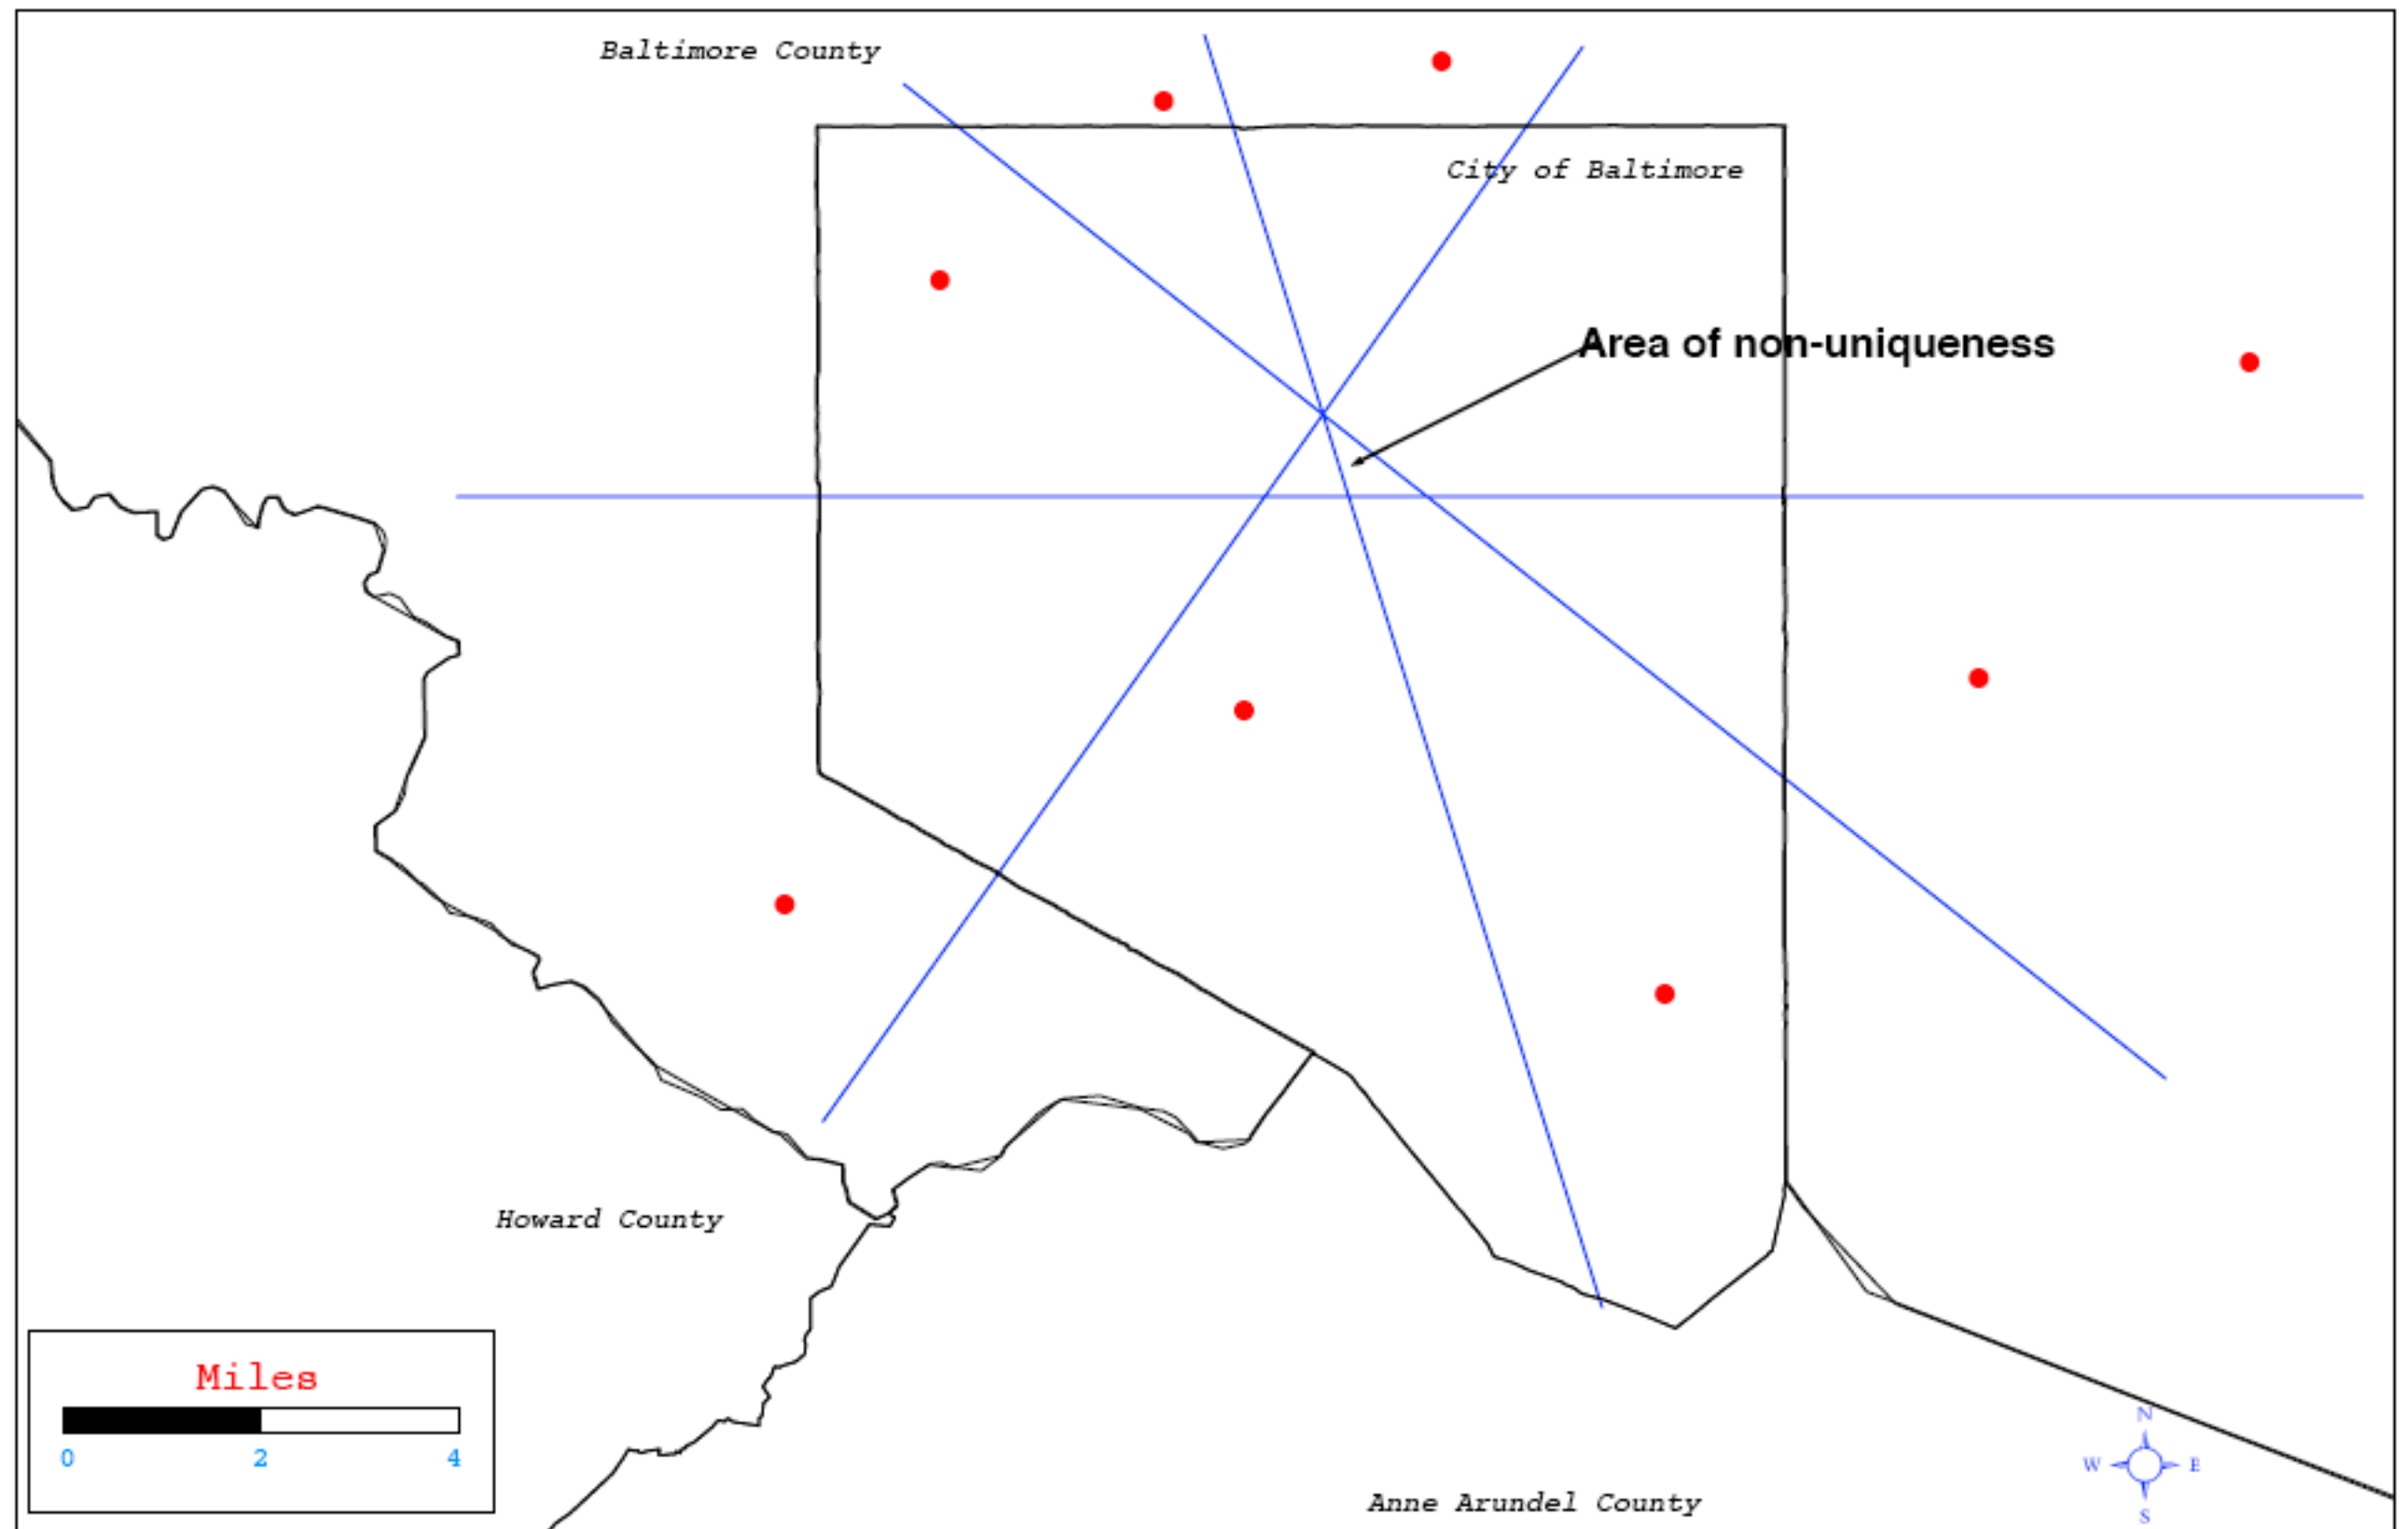 Baltimore County
City of Baltimore
Area of non-uniqueness
Howard County
Miles
0 2 4
N
W E
S
Anne Arundel County